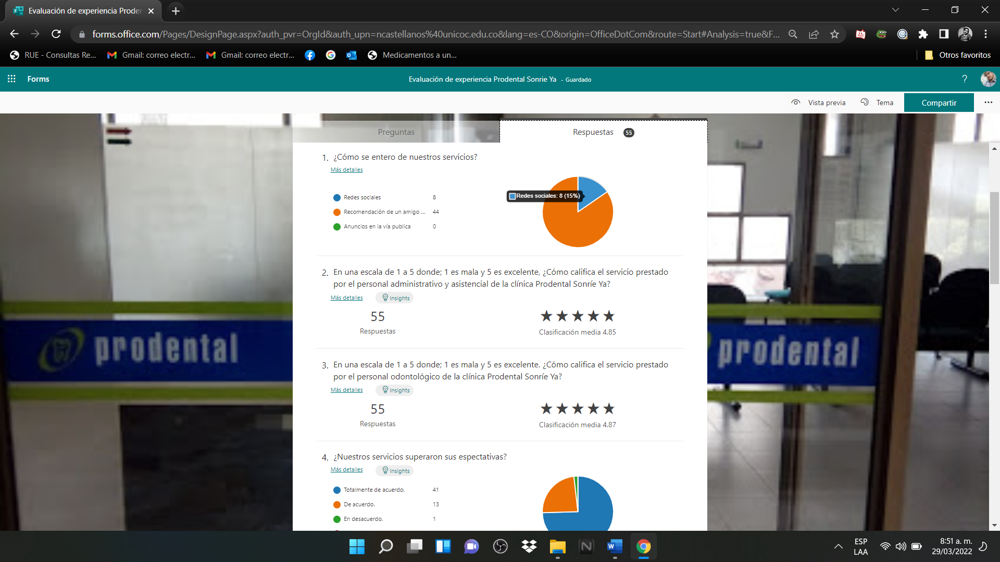 Evaluación de experiencia Proden
forms.office.com/Pages/DesignPage.aspx?auth_pvr=OrgId&auth_upn=ncastellanos%40unicoc.edu.co&lang=es-CO&origin=OfficeDotCom&route=Start#Analysis=true&F...
RUE - Consultas Re... Gmail: correo electr... Gmail: correo electr... Medicamentos a un... Otros favoritos
Forms Evaluación de experiencia Prodental Sonrie Ya - Guardado ?
Vista previa Tema Compartir ...
Preguntas Respuestas 55
1. ¿Cómo se entero de nuestros servicios?
Más detalles
Redes sociales 8
Recomendación de un amigo ... 44
Anuncios en la vía publica 0
Redes sociales: 8 (15%)
2. En una escala de 1 a 5 donde; 1 es mala y 5 es excelente, ¿Cómo califica el servicio prestado
por el personal administrativo y asistencial de la clínica Prodental Sonríe Ya?
Más detalles Insights
55
Respuestas
Clasificación media 4.85
3. En una escala de 1 a 5 donde; 1 es mala y 5 es excelente. ¿Cómo califica el servicio prestado
por el personal odontológico de la clínica Prodental Sonríe Ya?
Más detalles Insights
55
Respuestas
Clasificación media 4.87
4. ¿Nuestros servicios superaron sus espectativas?
Más detalles Insights
Totalmente de acuerdo. 41
De acuerdo. 13
En desacuerdo. 1
prodental
prodental
ESP
LAA
8:51 a. m.
29/03/2022